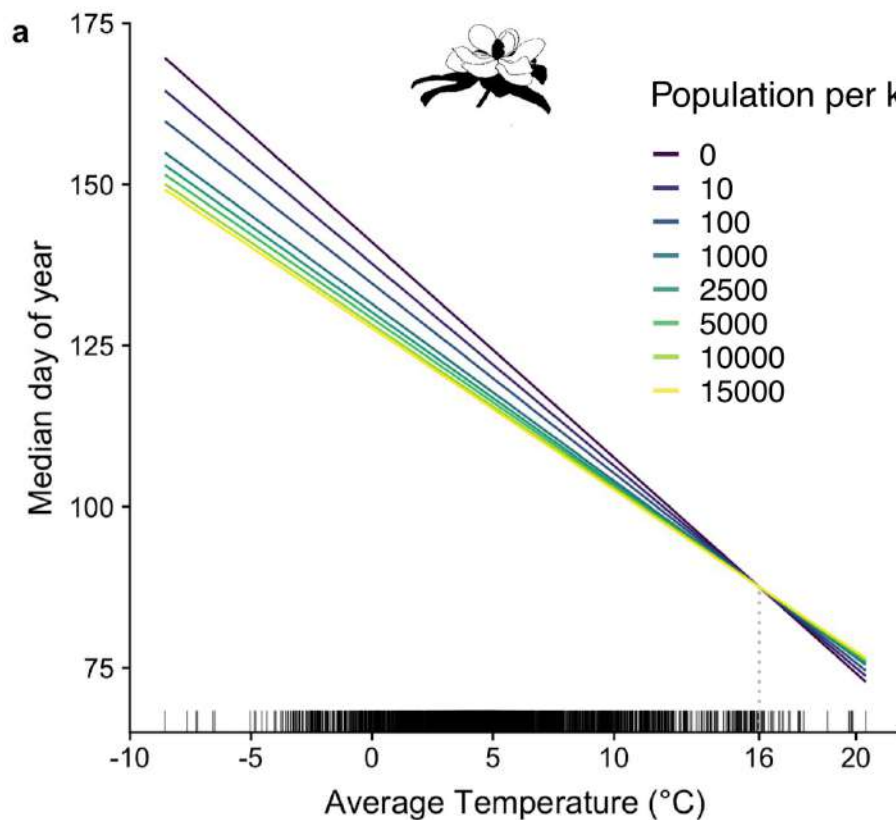 a
175
150
125
100
75
Median day of year
Population per k
0
10
100
1000
2500
5000
10000
15000
-10 -5 0 5 10 16 20
Average Temperature (°C)